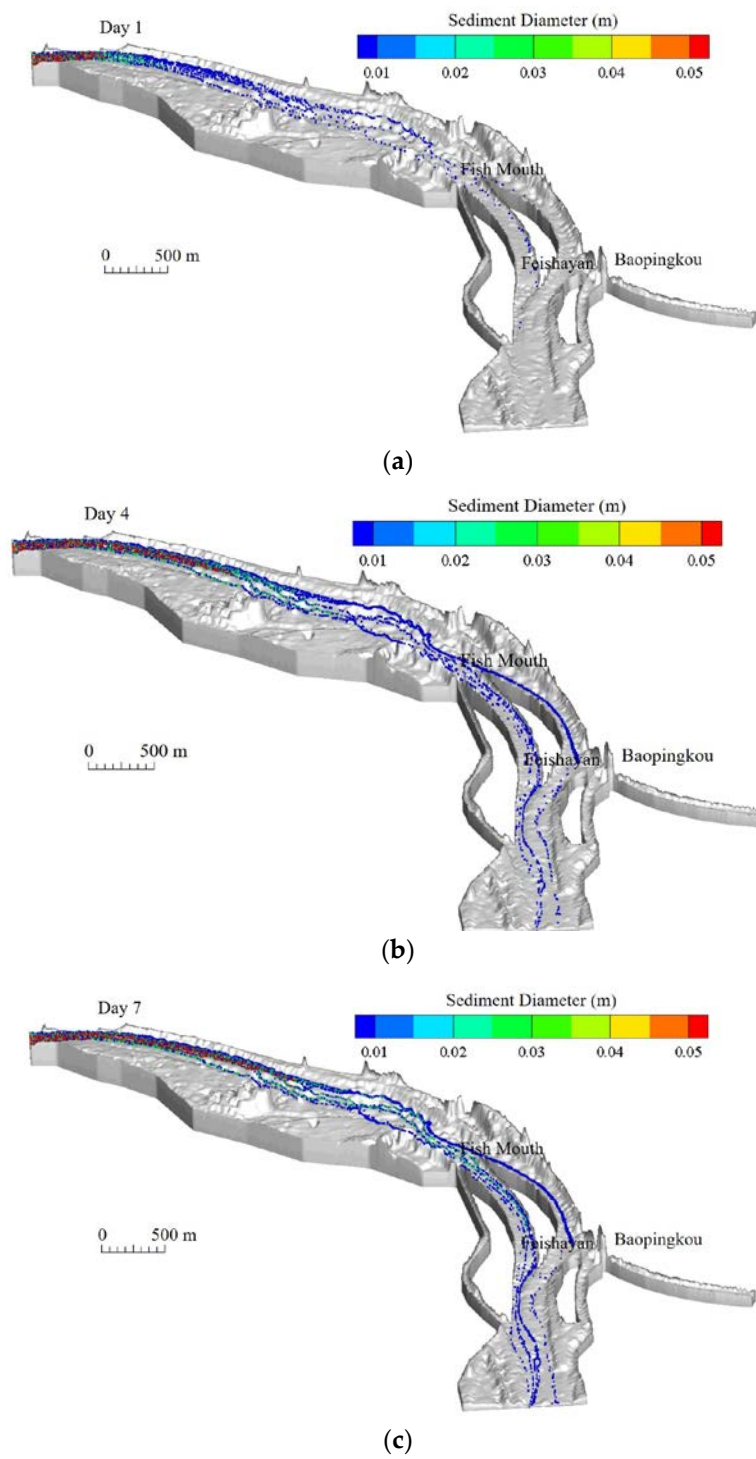 Day 1
Sediment Diameter (m)
0.01 0.02 0.03 0.04 0.05
Fish Mouth
0 500 m
Feishayan Baopingkou
(a)
Day 4
Sediment Diameter (m)
0.01 0.02 0.03 0.04 0.05
Fish Mouth
0 500 m
Feishayan Baopingkou
(b)
Day 7
Sediment Diameter (m)
0.01 0.02 0.03 0.04 0.05
Fish Mouth
0 500 m
Feishayan Baopingkou
(c)